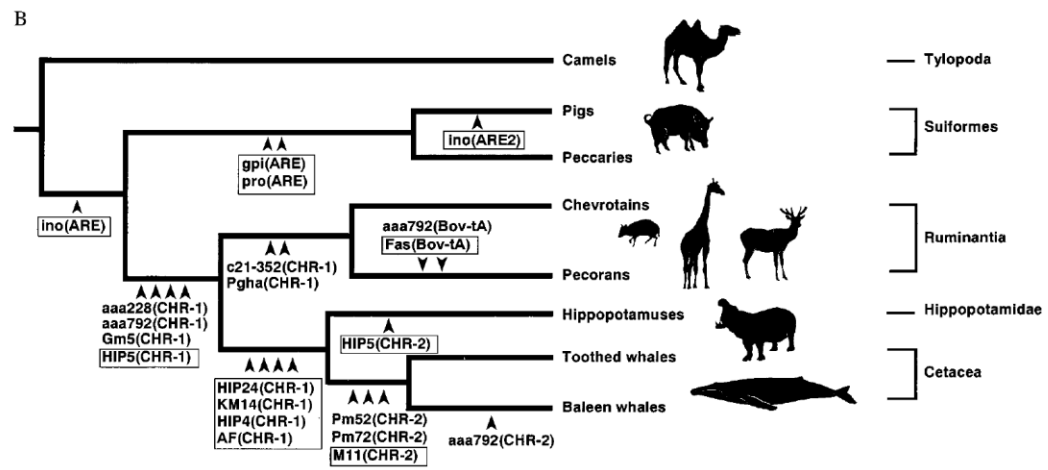 B
Camels
Tylopoda
Pigs
ino(ARE2)
Suiformes
gpi(ARE)
pro(ARE)
Peccaries
ino(ARE)
Chevrotains
aaa792(Bov-tA)
Fas(Bov-tA)
Ruminantia
c21-352(CHR-1)
Pgha(CHR-1)
Pecorans
aaa228(CHR-1)
aaa792(CHR-1)
Gm5(CHR-1)
HIP5(CHR-1)
Hippopotamuses
Hippopotamidae
HIP5(CHR-2)
Toothed whales
Cetacea
HIP24(CHR-1)
KM14(CHR-1)
HIP4(CHR-1)
AF(CHR-1)
Baleen whales
Pm52(CHR-2)
Pm72(CHR-2)
M11(CHR-2)
aaa792(CHR-2)